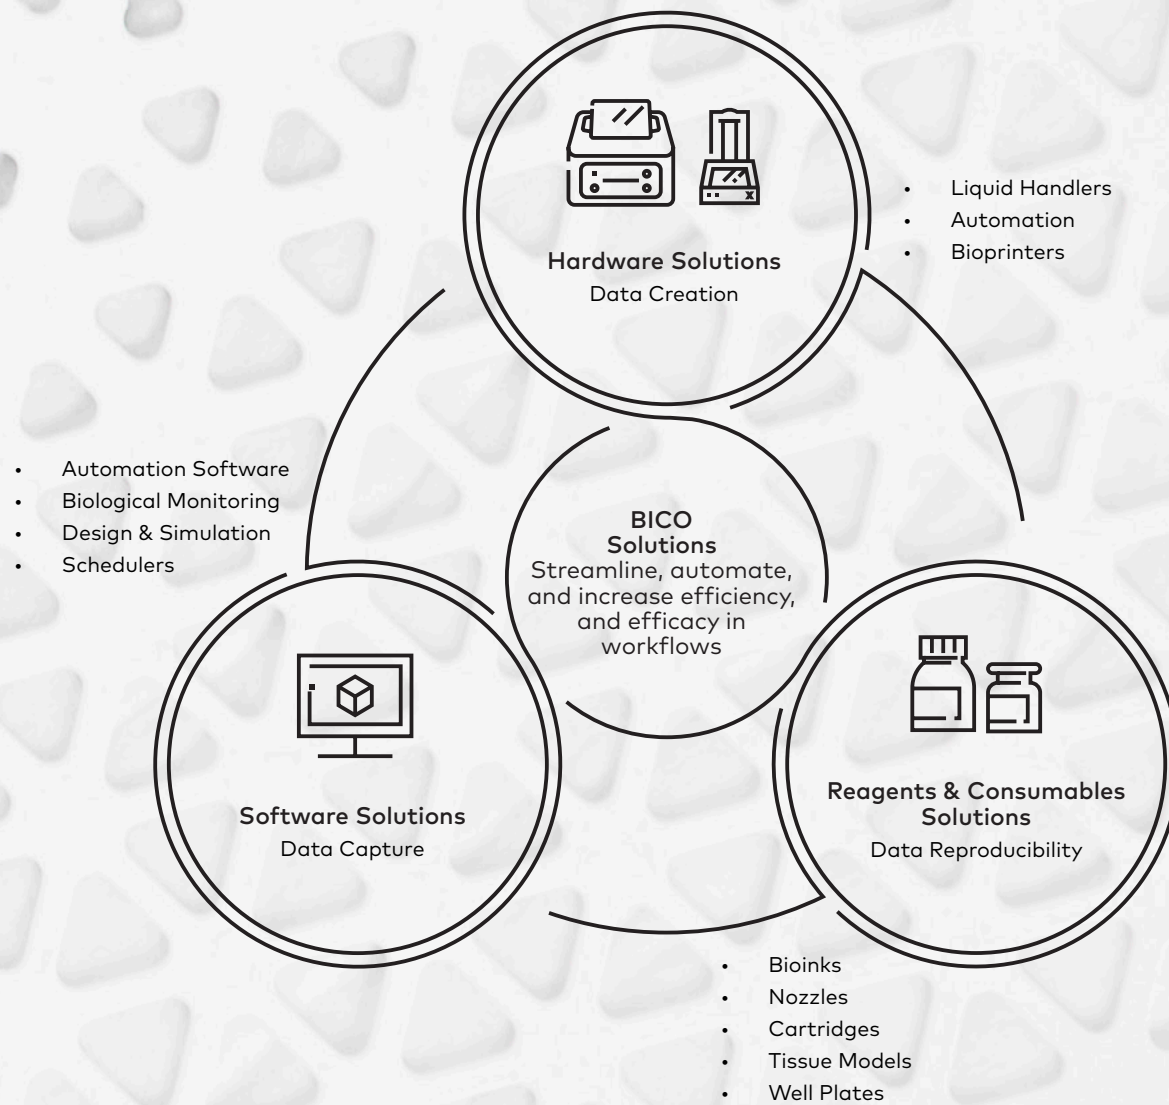 Hardware Solutions
Data Creation
• Liquid Handlers
• Automation
• Bioprinters
• Automation Software
• Biological Monitoring
• Design & Simulation
• Schedulers
BICO
Solutions
Streamline, automate,
and increase efficiency,
and efficacy in
workflows
Software Solutions
Data Capture
Reagents & Consumables
Solutions
Data Reproducibility
• Bioinks
• Nozzles
• Cartridges
• Tissue Models
• Well Plates